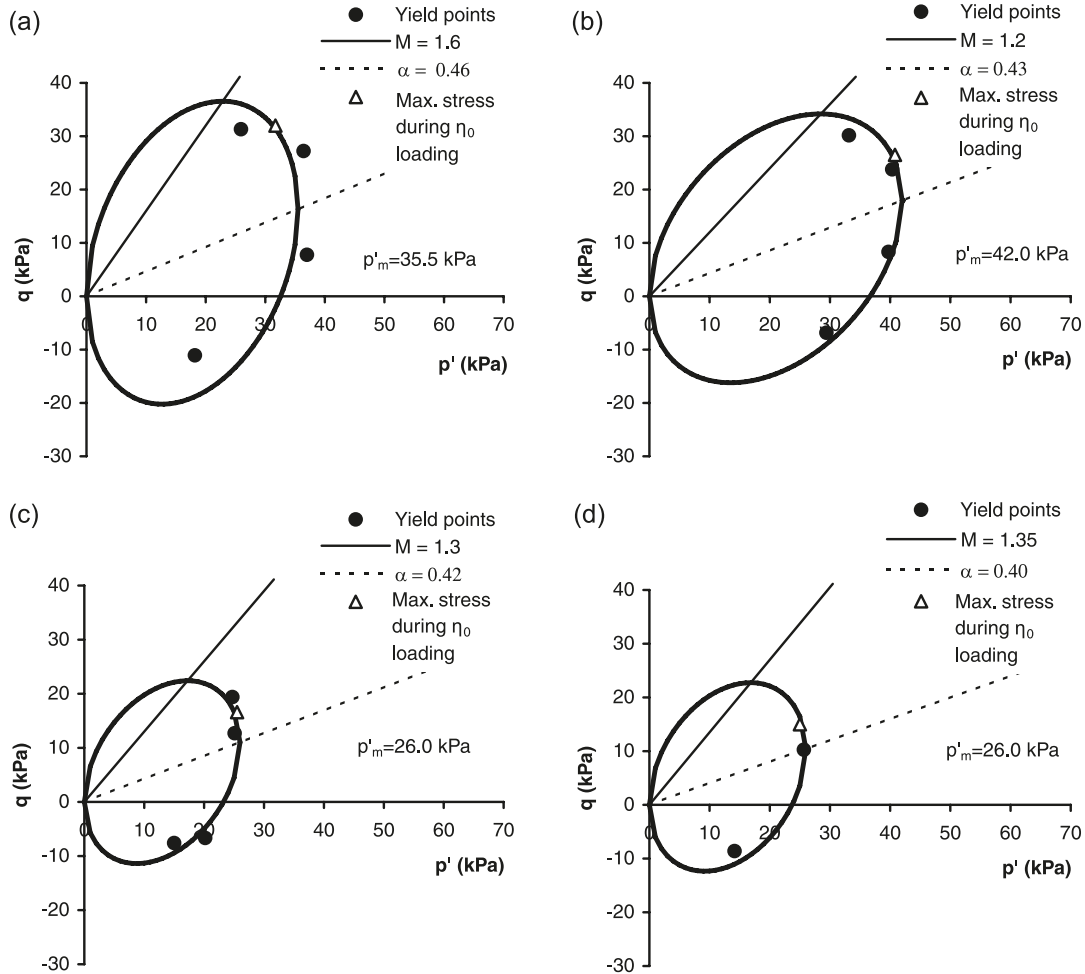 (a)
Yield points
M = 1.6
α = 0.46
Max. stress
during η₀
loading
40
30
20
10
0
-10
-20
-30
q (kPa)
0 10 20 30 40 50 60 70
p' (kPa)
p'ₘ=35.5 kPa
(b)
Yield points
M = 1.2
α = 0.43
Max. stress
during η₀
loading
40
30
20
10
0
-10
-20
-30
q (kPa)
0 10 20 30 40 50 60 70
p' (kPa)
p'ₘ=42.0 kPa
(c)
Yield points
M = 1.3
α = 0.42
Max. stress
during η₀
loading
40
30
20
10
0
-10
-20
-30
q (kPa)
0 10 20 30 40 50 60 70
p' (kPa)
p'ₘ=26.0 kPa
(d)
Yield points
M = 1.35
α = 0.40
Max. stress
during η₀
loading
40
30
20
10
0
-10
-20
-30
q (kPa)
0 10 20 30 40 50 60 70
p' (kPa)
p'ₘ=26.0 kPa